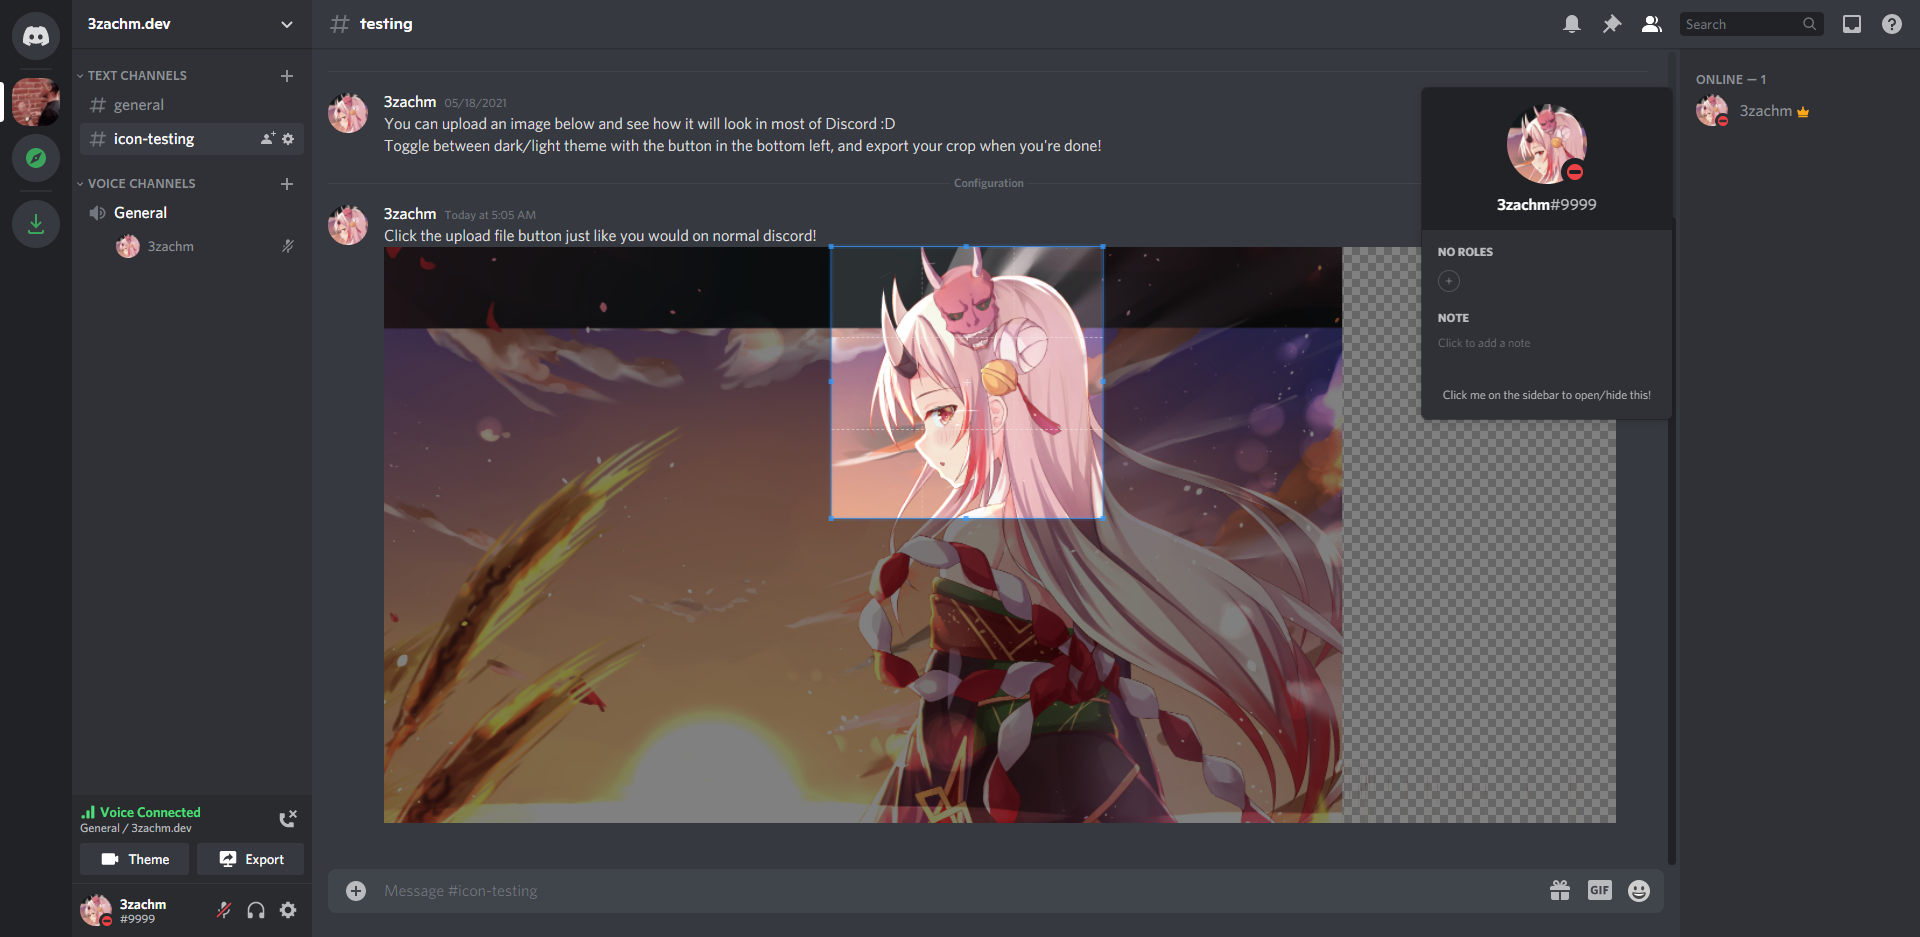 3zachm.dev
TEXT CHANNELS
general
icon-testing
VOICE CHANNELS
General
3zachm
Voice Connected
General / 3zachm.dev
Theme
Export
3zachm
#9999
testing
Search
3zachm 05/18/2021
You can upload an image below and see how it will look in most of Discord :D
Toggle between dark/light theme with the button in the bottom left, and export your crop when you're done!
Configuration
3zachm Today at 5:05 AM
Click the upload file button just like you would on normal discord!
Message #icon-testing
GIF
3zachm#9999
NO ROLES
NOTE
Click to add a note
Click me on the sidebar to open/hide this!
ONLINE — 1
3zachm